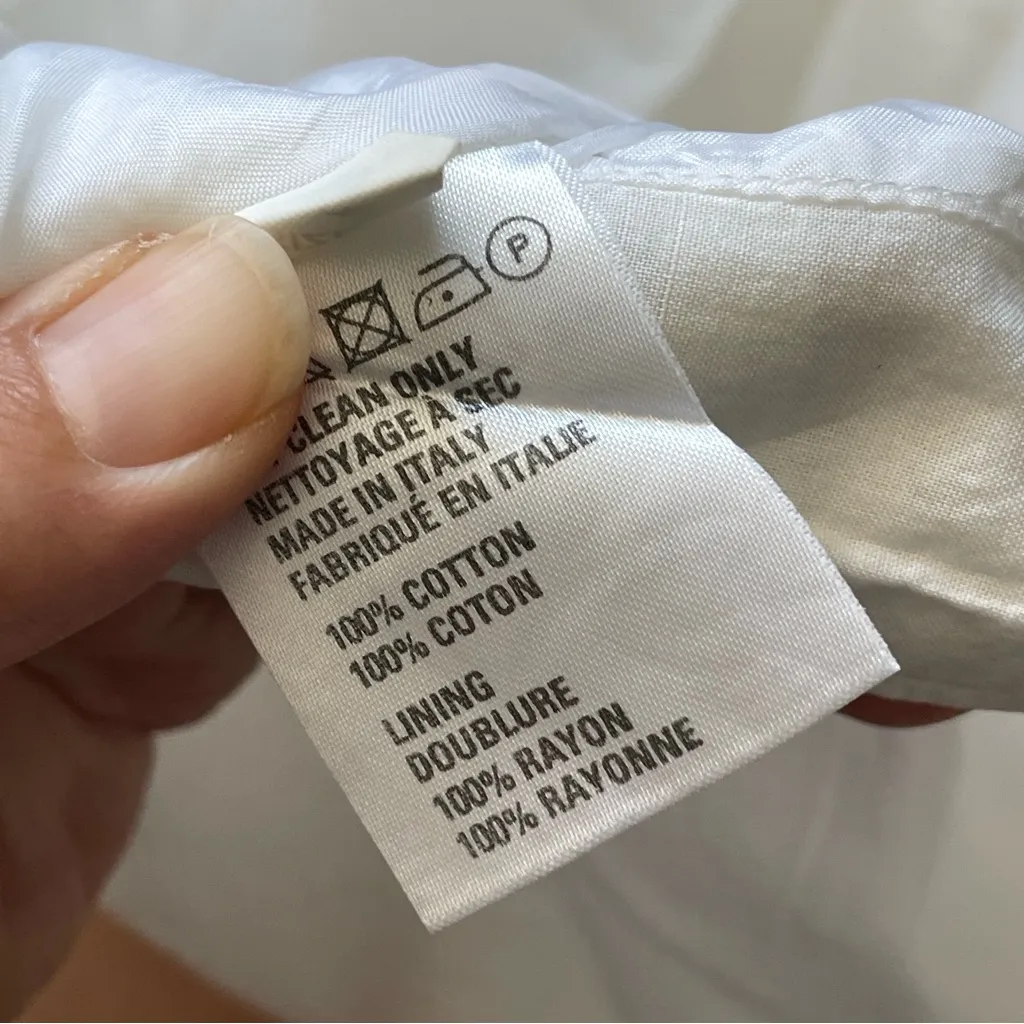 P
CLEAN ONLY
NETTOYAGE À SEC
MADE IN ITALY
FABRIQUÉ EN ITALIE
100% COTTON
100% COTON
LINING
DOUBLURE
100% RAYON
100% RAYONNE